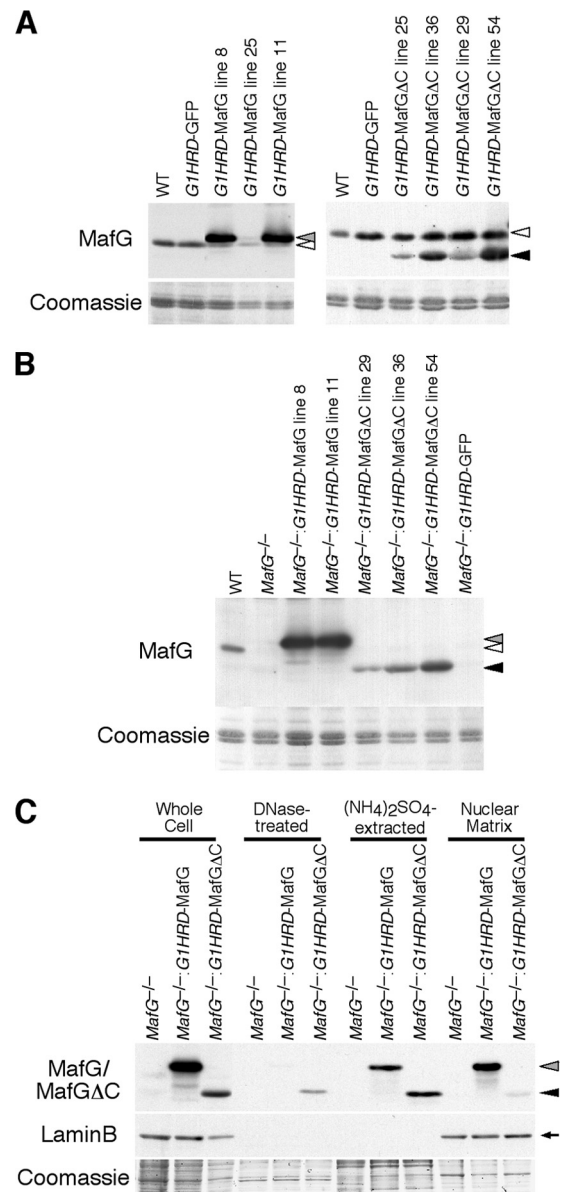 A
WT
G1HRD-GFP
G1HRD-MafG line 8
G1HRD-MafG line 25
G1HRD-MafG line 11
WT
G1HRD-GFP
G1HRD-MafGΔC line 25
G1HRD-MafGΔC line 36
G1HRD-MafGΔC line 29
G1HRD-MafGΔC line 54
MafG
Coomassie
B
WT
MafG–/–
MafG–/–:G1HRD-MafG line 8
MafG–/–:G1HRD-MafG line 11
MafG–/–:G1HRD-MafGΔC line 29
MafG–/–:G1HRD-MafGΔC line 36
MafG–/–:G1HRD-MafGΔC line 54
MafG–/–:G1HRD-GFP
MafG
Coomassie
C
Whole Cell
DNase-treated
(NH4)2SO4-extracted
Nuclear Matrix
MafG–/–
MafG–/–:G1HRD-MafG
MafG–/–:G1HRD-MafGΔC
MafG–/–
MafG–/–:G1HRD-MafG
MafG–/–:G1HRD-MafGΔC
MafG–/–
MafG–/–:G1HRD-MafG
MafG–/–:G1HRD-MafGΔC
MafG–/–
MafG–/–:G1HRD-MafG
MafG–/–:G1HRD-MafGΔC
MafG/
MafGΔC
LaminB
Coomassie